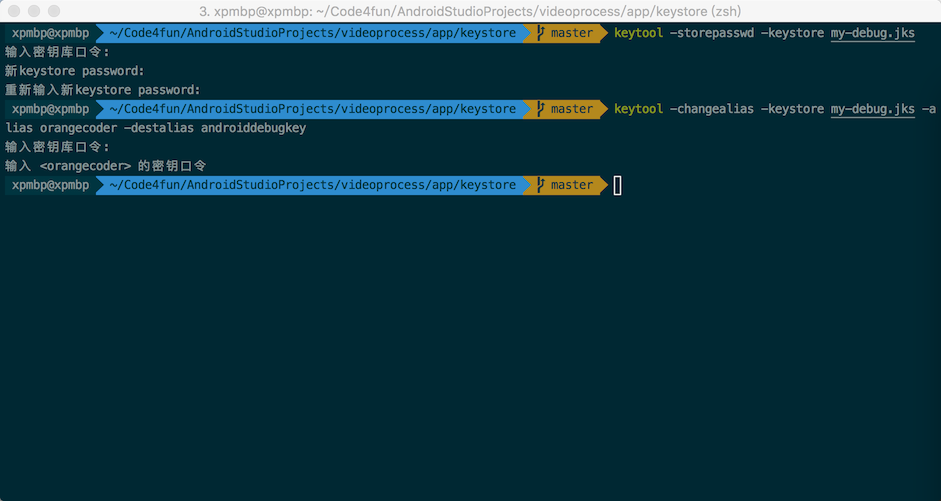 3. xpmbp@xpmbp: ~/Code4fun/AndroidStudioProjects/videoprocess/app/keystore (zsh)
xpmbp@xpmbp ~/Code4fun/AndroidStudioProjects/videoprocess/app/keystore master keytool -storepasswd -keystore my-debug.jks
输入密钥库口令:
新keystore password:
重新输入新keystore password:
xpmbp@xpmbp ~/Code4fun/AndroidStudioProjects/videoprocess/app/keystore master keytool -changealias -keystore my-debug.jks -a
lias orangecoder -destalias androiddebugkey
输入密钥库口令:
输入 <orangecoder> 的密钥口令
xpmbp@xpmbp ~/Code4fun/AndroidStudioProjects/videoprocess/app/keystore master